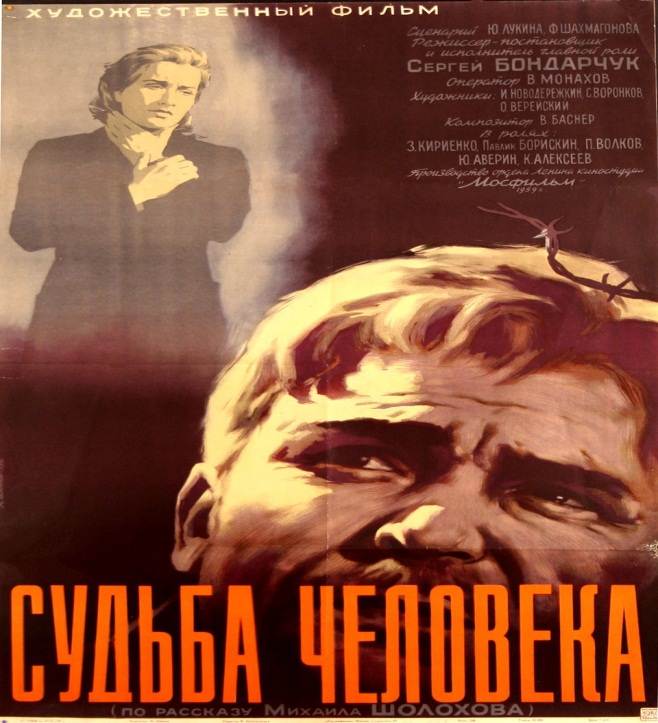 ХУДОЖЕСТВЕННЫЙ ФИЛЬМ
Сценарий Ю. ЛУКИНА, Ф. ШАХМАГОНОВА
Режиссер-постановщик
и исполнитель главной роли
СЕРГЕЙ БОНДАРЧУК
Оператор В. МОНАХОВ
Художники: И. НОВОДЕРЕЖКИН, С. ВОРОНКОВ,
О. ВЕРЕЙСКИЙ
Композитор В. БАСНЕР
В ролях:
З. КИРИЕНКО, ПАВЛИК БОРИСКИН, П. ВОЛКОВ,
Ю. АВЕРИН, К. АЛЕКСЕЕВ
Производство ордена Ленина киностудии
"Мосфильм"
1959 г.
СУДЬБА ЧЕЛОВЕКА
(ПО РАССКАЗУ МИХАИЛА ШОЛОХОВА)